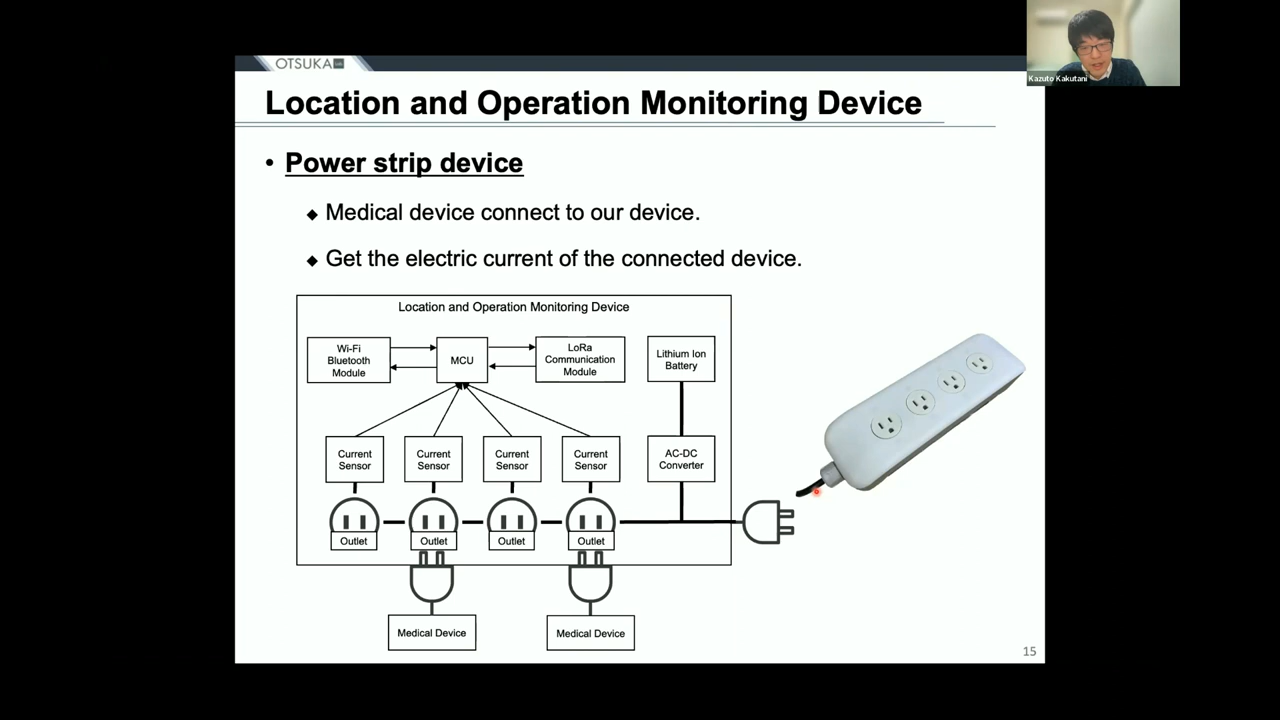 OTSUKA
Kazuto Kakutani
Location and Operation Monitoring Device
• Power strip device
◆ Medical device connect to our device.
◆ Get the electric current of the connected device.
Location and Operation Monitoring Device
Wi-Fi
Bluetooth
Module
MCU
LoRa
Communication
Module
Lithium Ion
Battery
Current
Sensor
Current
Sensor
Current
Sensor
Current
Sensor
AC-DC
Converter
Outlet
Outlet
Outlet
Outlet
Medical Device
Medical Device
15